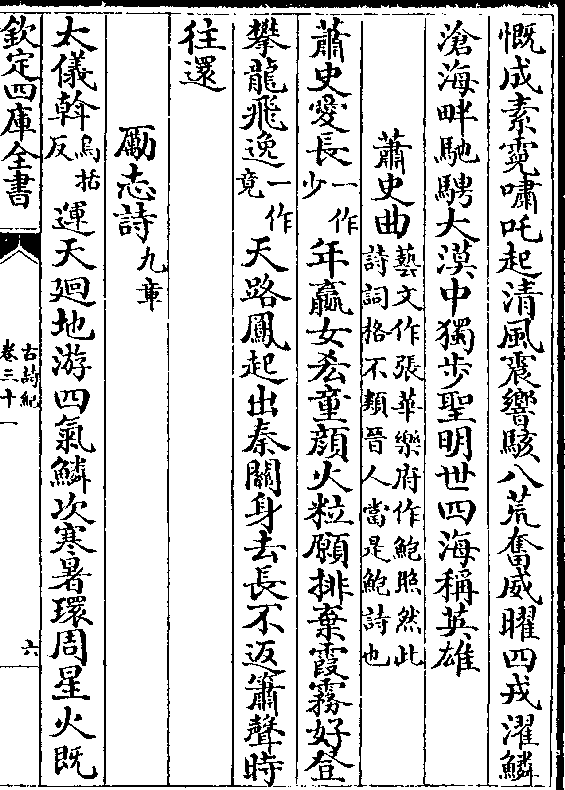 慨成素霓嘯吒起清風震響駭八荒奮威曜四戎濯鱗
滄海畔馳騁大漠中獨步聖明世四海稱英雄
蕭史曲藝文作張華樂府作鮑照然此
詩詞格不類晉人當是鮑詩也
蕭史愛長一作
少年嬴女𠫤童顔火粒願排棄霞霧好登
攀龍飛逸一作
竟天路鳳起出秦關身去長不返簫聲時
往還
勵志詩九章
太儀斡烏括
反運天廻地游四氣鱗次寒暑環周星火既
欽定四庫全書
古詩紀
卷三十一
六